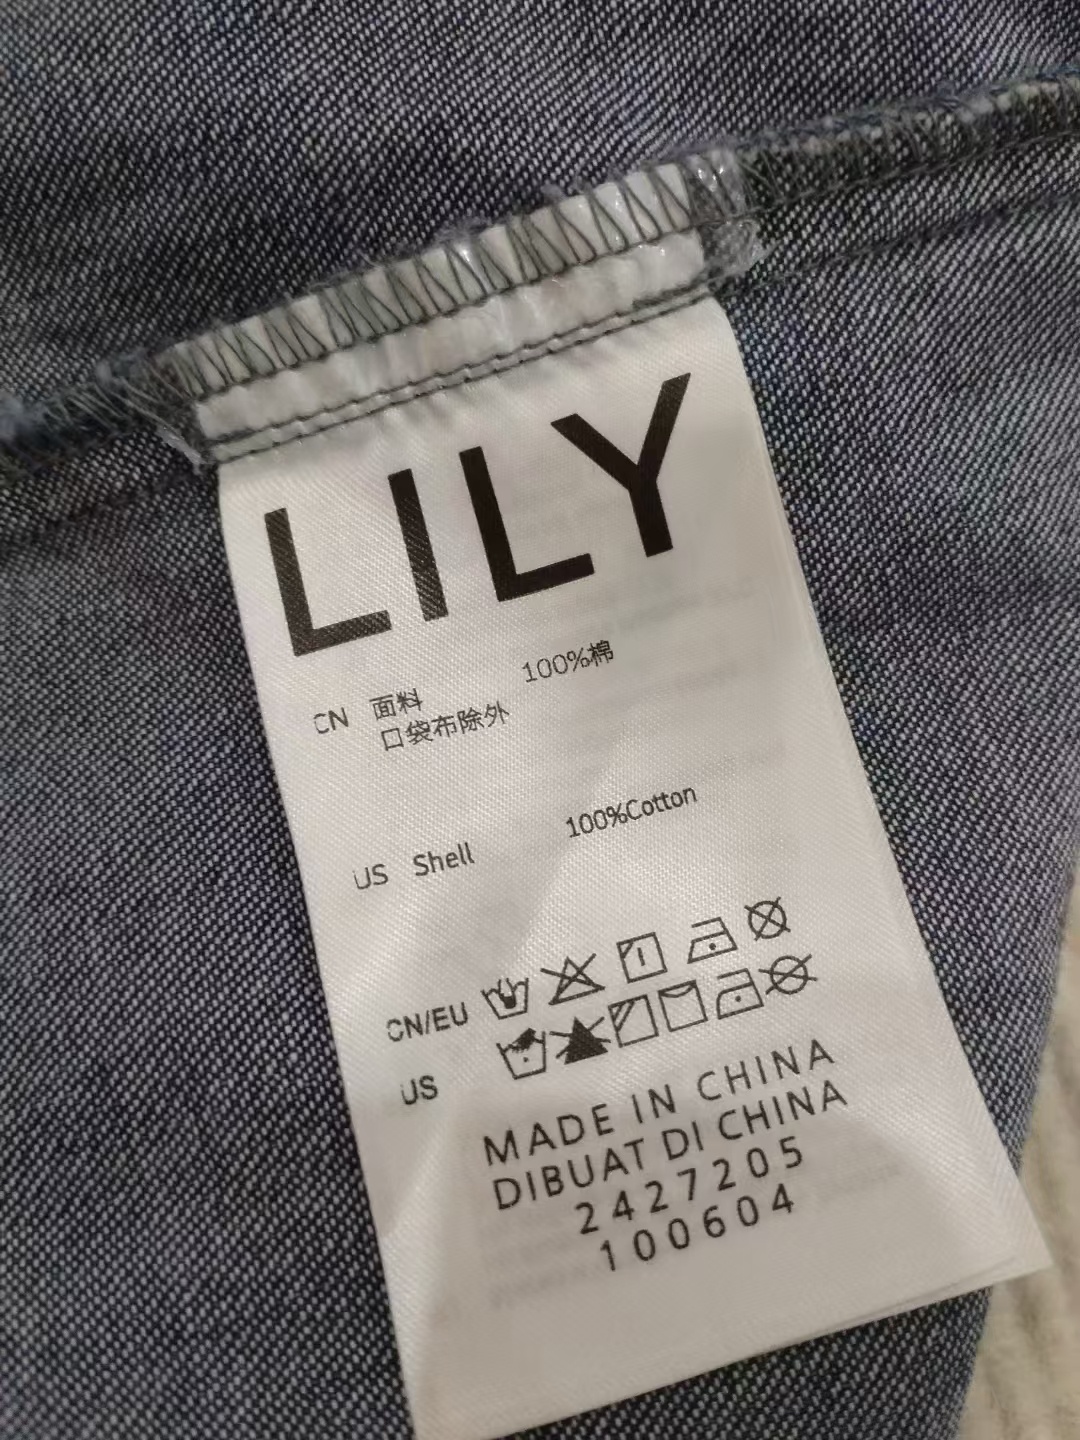 LILY
CN 面料 100%棉
口袋布除外
US Shell 100%Cotton
CN/EU
US
MADE IN CHINA
DIBUAT DI CHINA
2427205
100604